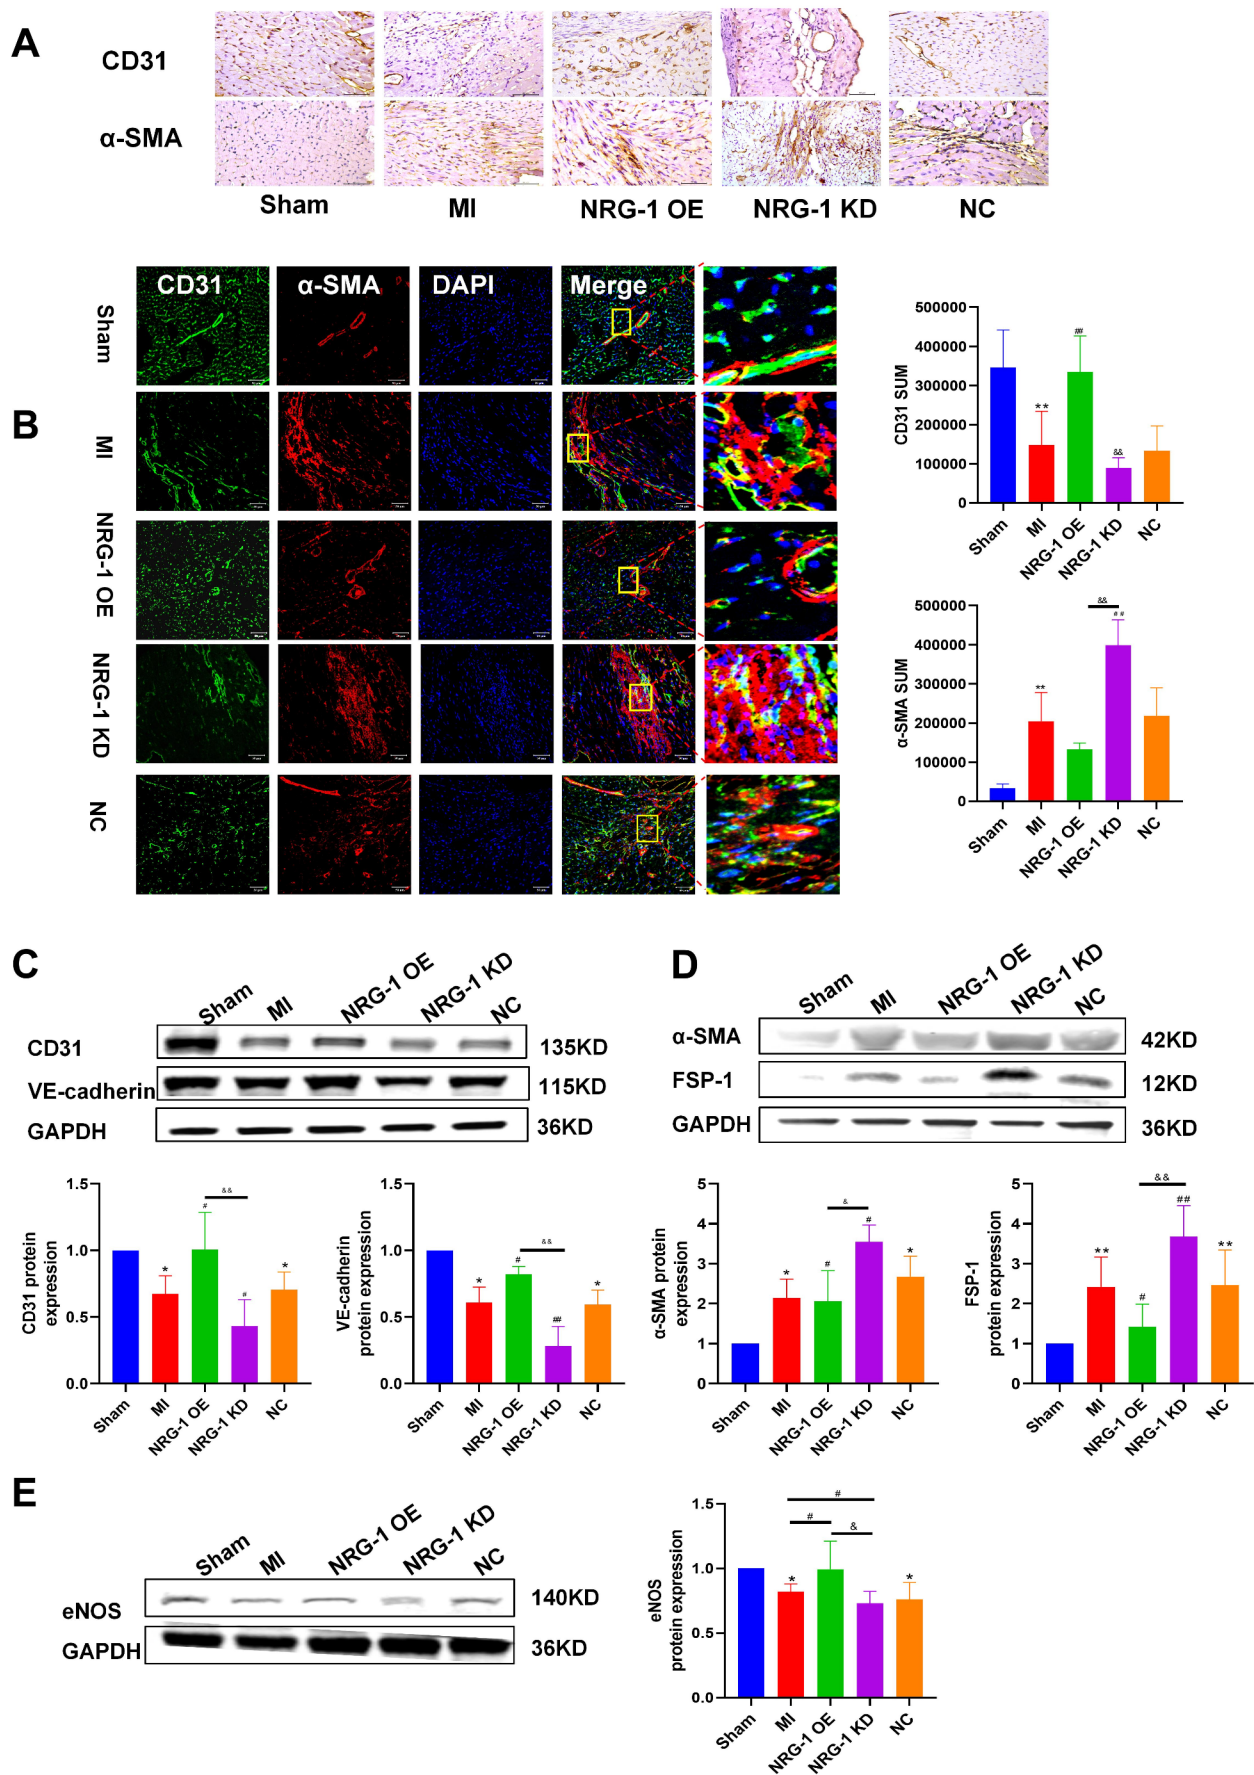 A
CD31
α-SMA
Sham MI NRG-1 OE NRG-1 KD NC
B
CD31 α-SMA DAPI Merge
Sham
MI
NRG-1 OE
NRG-1 KD
NC
500000
400000
300000
200000
100000
0
CD31 SUM
** ## &&
Sham MI NRG-1 OE NRG-1 KD NC
500000
400000
300000
200000
100000
0
α-SMA SUM
&&
** ##
Sham MI NRG-1 OE NRG-1 KD NC
C
Sham MI NRG-1 OE NRG-1 KD NC
CD31 135KD
VE-cadherin 115KD
GAPDH 36KD
1.5
1.0
0.5
0.0
CD31 protein
expression
&&
* # # *
Sham MI NRG-1 OE NRG-1 KD NC
1.5
1.0
0.5
0.0
VE-cadherin
protein expression
&&
* # ## *
Sham MI NRG-1 OE NRG-1 KD NC
D
Sham MI NRG-1 OE NRG-1 KD NC
α-SMA 42KD
FSP-1 12KD
GAPDH 36KD
5
4
3
2
1
0
α-SMA protein
expression
&
* # # *
Sham MI NRG-1 OE NRG-1 KD NC
5
4
3
2
1
0
FSP-1
protein expression
&&
** # ## **
Sham MI NRG-1 OE NRG-1 KD NC
E
Sham MI NRG-1 OE NRG-1 KD NC
eNOS 140KD
GAPDH 36KD
1.5
1.0
0.5
0.0
eNOS
protein expression
#
# &
* *
Sham MI NRG-1 OE NRG-1 KD NC